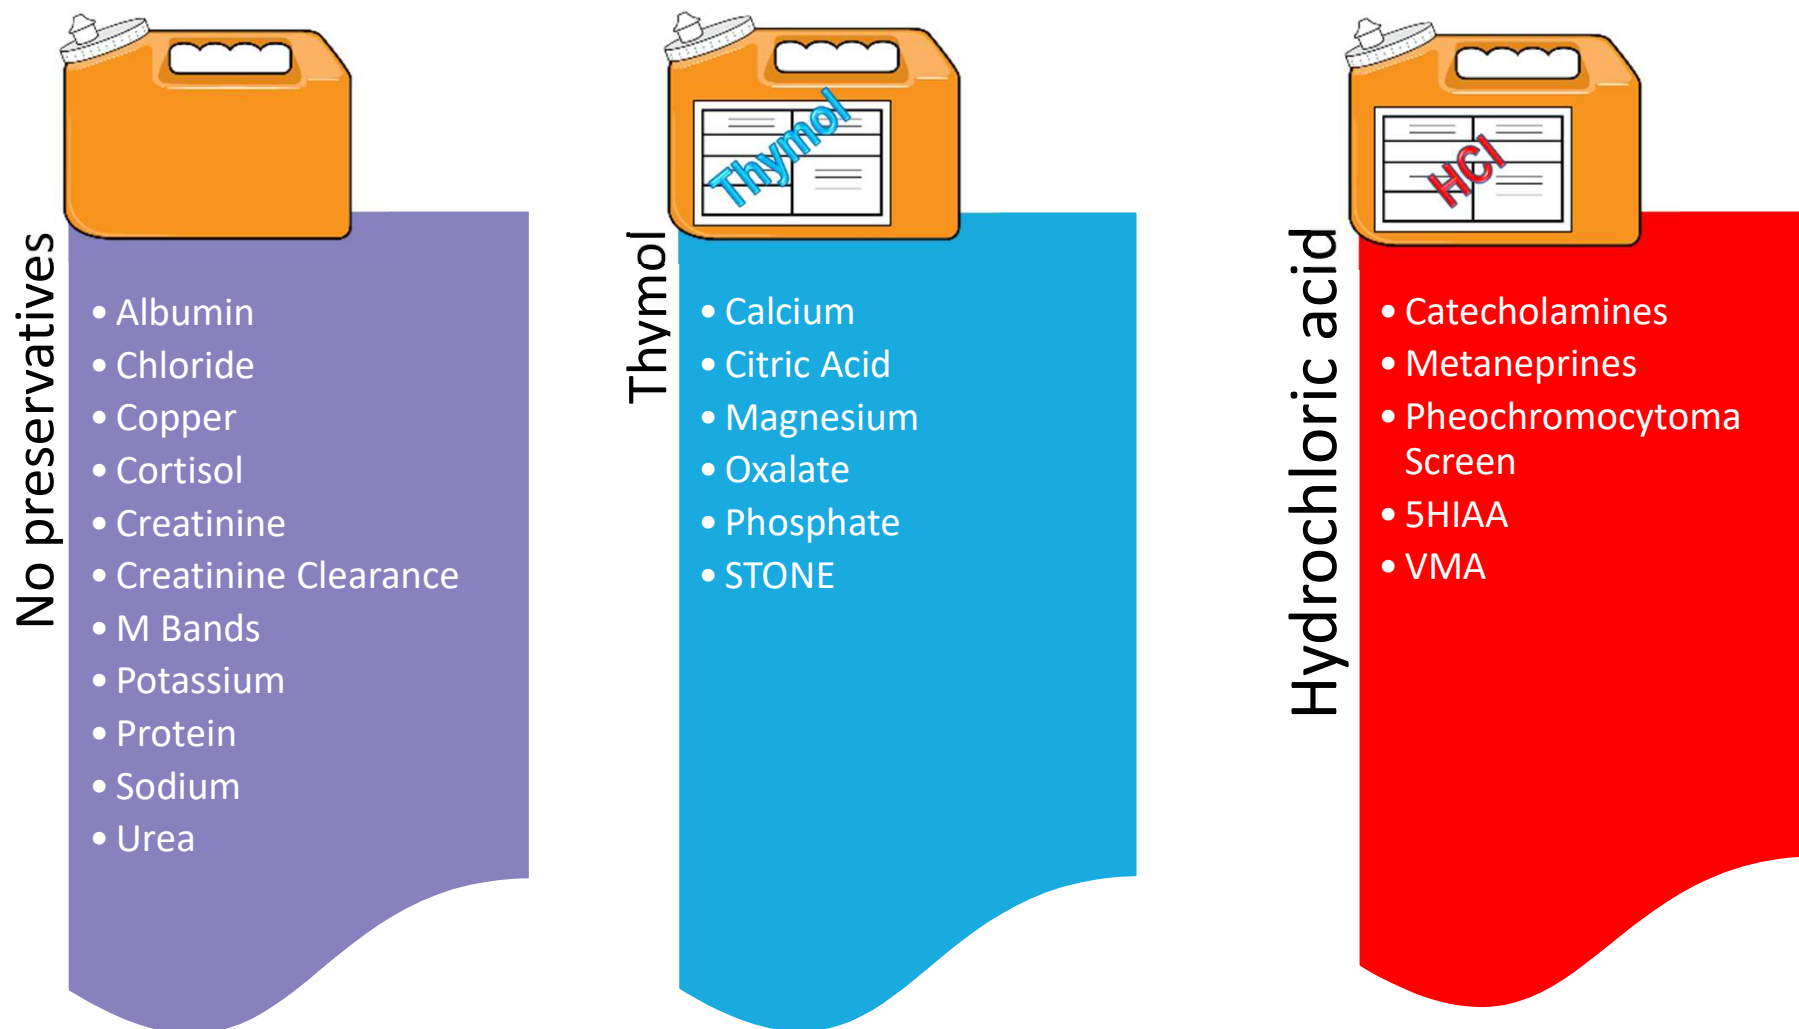 No preservatives
• Albumin
• Chloride
• Copper
• Cortisol
• Creatinine
• Creatinine Clearance
• M Bands
• Potassium
• Protein
• Sodium
• Urea
Thymol
Thymol
• Calcium
• Citric Acid
• Magnesium
• Oxalate
• Phosphate
• STONE
HCl
Hydrochloric acid
• Catecholamines
• Metaneprines
• Pheochromocytoma
Screen
• 5HIAA
• VMA